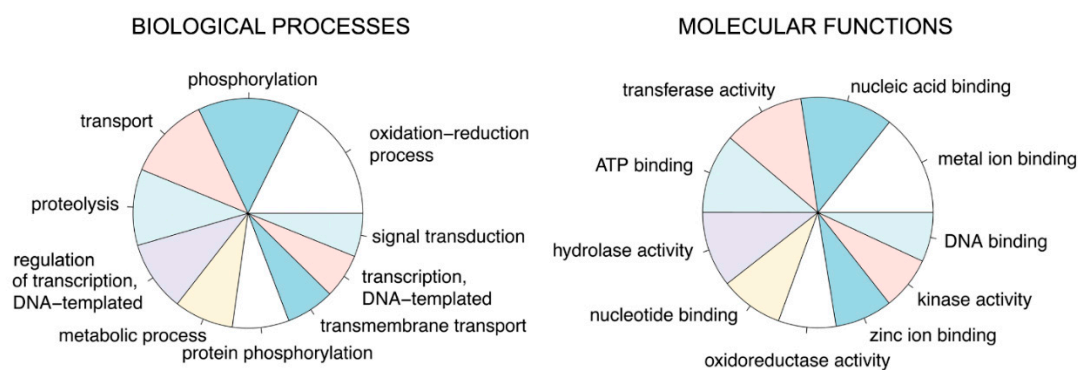 BIOLOGICAL PROCESSES
phosphorylation
transport
oxidation–reduction
process
proteolysis
signal transduction
regulation
of transcription,
DNA–templated
transcription,
DNA–templated
metabolic process
transmembrane transport
protein phosphorylation
MOLECULAR FUNCTIONS
nucleic acid binding
transferase activity
metal ion binding
ATP binding
DNA binding
hydrolase activity
kinase activity
nucleotide binding
zinc ion binding
oxidoreductase activity